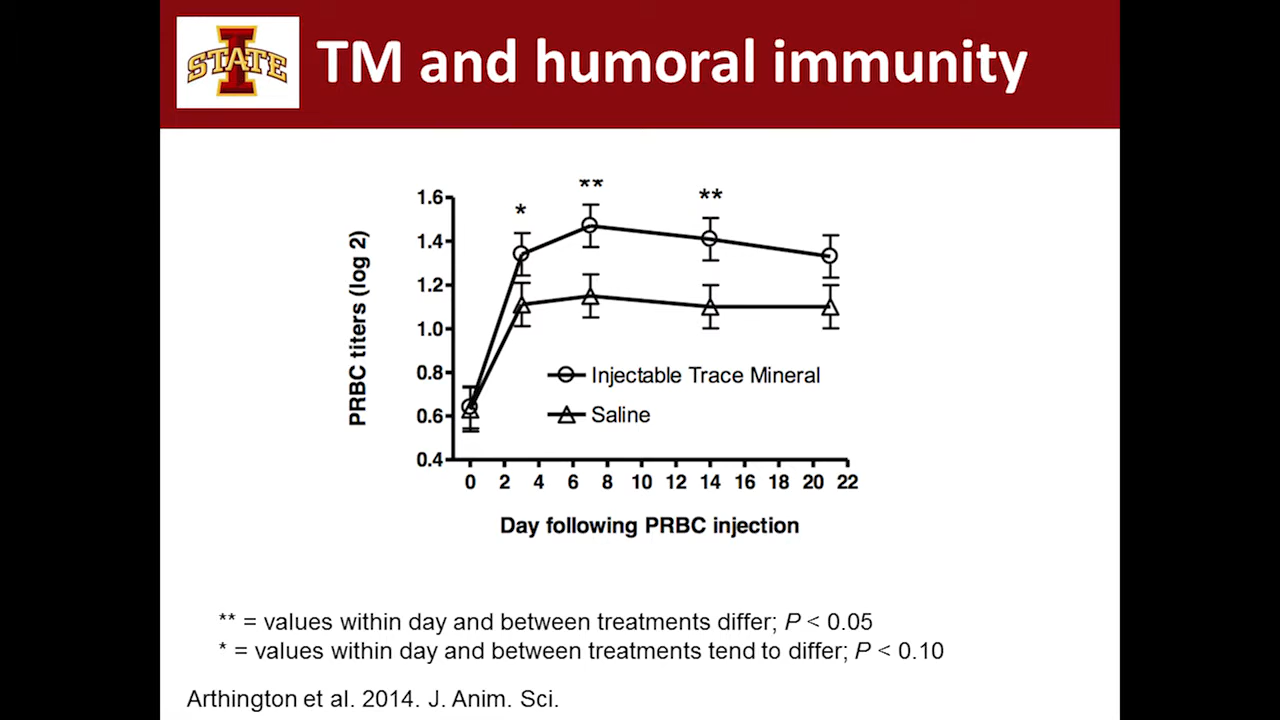 STATE
TM and humoral immunity
PRBC titers (log 2)
1.6
1.4
1.2
1.0
0.8
0.6
0.4
* ** **
Injectable Trace Mineral
Saline
0 2 4 6 7 8 10 12 14 16 18 20 22
Day following PRBC injection
** = values within day and between treatments differ; P < 0.05
* = values within day and between treatments tend to differ; P < 0.10
Arthington et al. 2014. J. Anim. Sci.